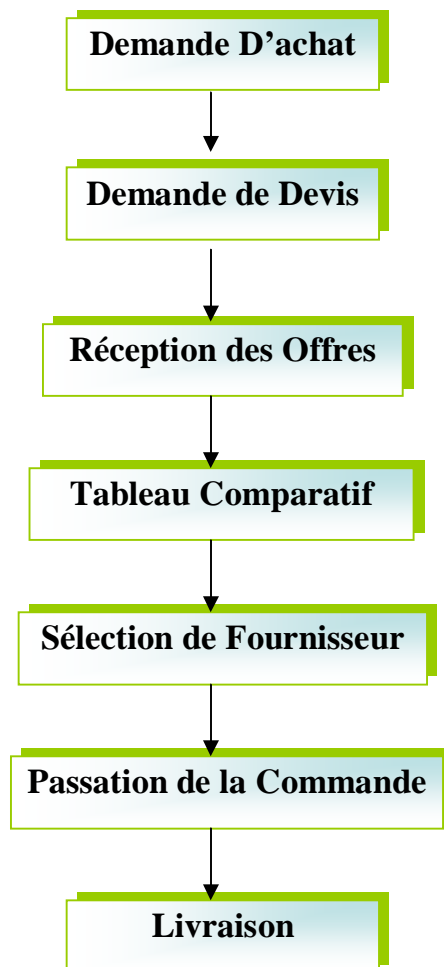 Demande D'achat
Demande de Devis
Réception des Offres
Tableau Comparatif
Sélection de Fournisseur
Passation de la Commande
Livraison